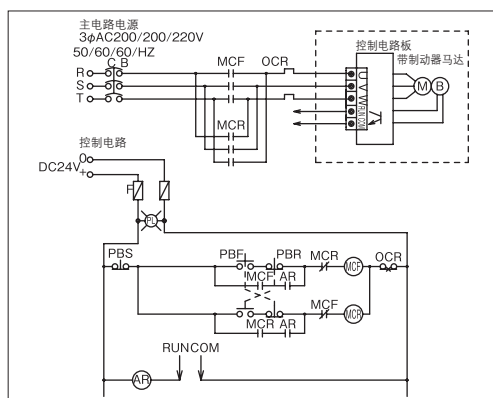 主电路电源
3φAC200/200/220V
50/60/60/HZ
C B
MCF
OCR
R
S
T
MCR
控制电路板
带制动器马达
U
V
W
RUN
COM
M
B
控制电路
0
DC24V
+
F
PL
PBS
PBF
PBR
MCR
MCF
OCR
MCF
AR
MCF
MCR
MCR
AR
RUN
COM
AR